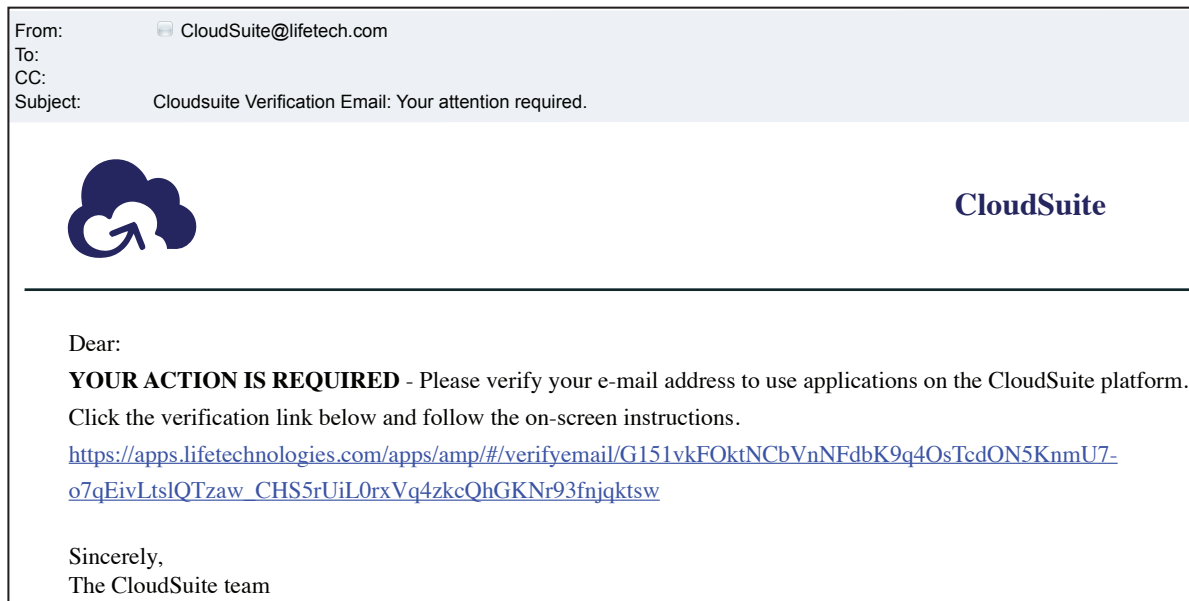 From: CloudSuite@lifetech.com
To:
CC:
Subject: Cloudsuite Verification Email: Your attention required.
CloudSuite
Dear:
YOUR ACTION IS REQUIRED - Please verify your e-mail address to use applications on the CloudSuite platform.
Click the verification link below and follow the on-screen instructions.
https://apps.lifetechnologies.com/apps/amp/#/verifyemail/G151vkFOktNCbVnNFdbK9q4OsTcdON5KnmU7-
o7qEivLtslQTzaw_CHS5rUiL0rxVq4zkcQhGKNr93fnjqktsw
Sincerely,
The CloudSuite team